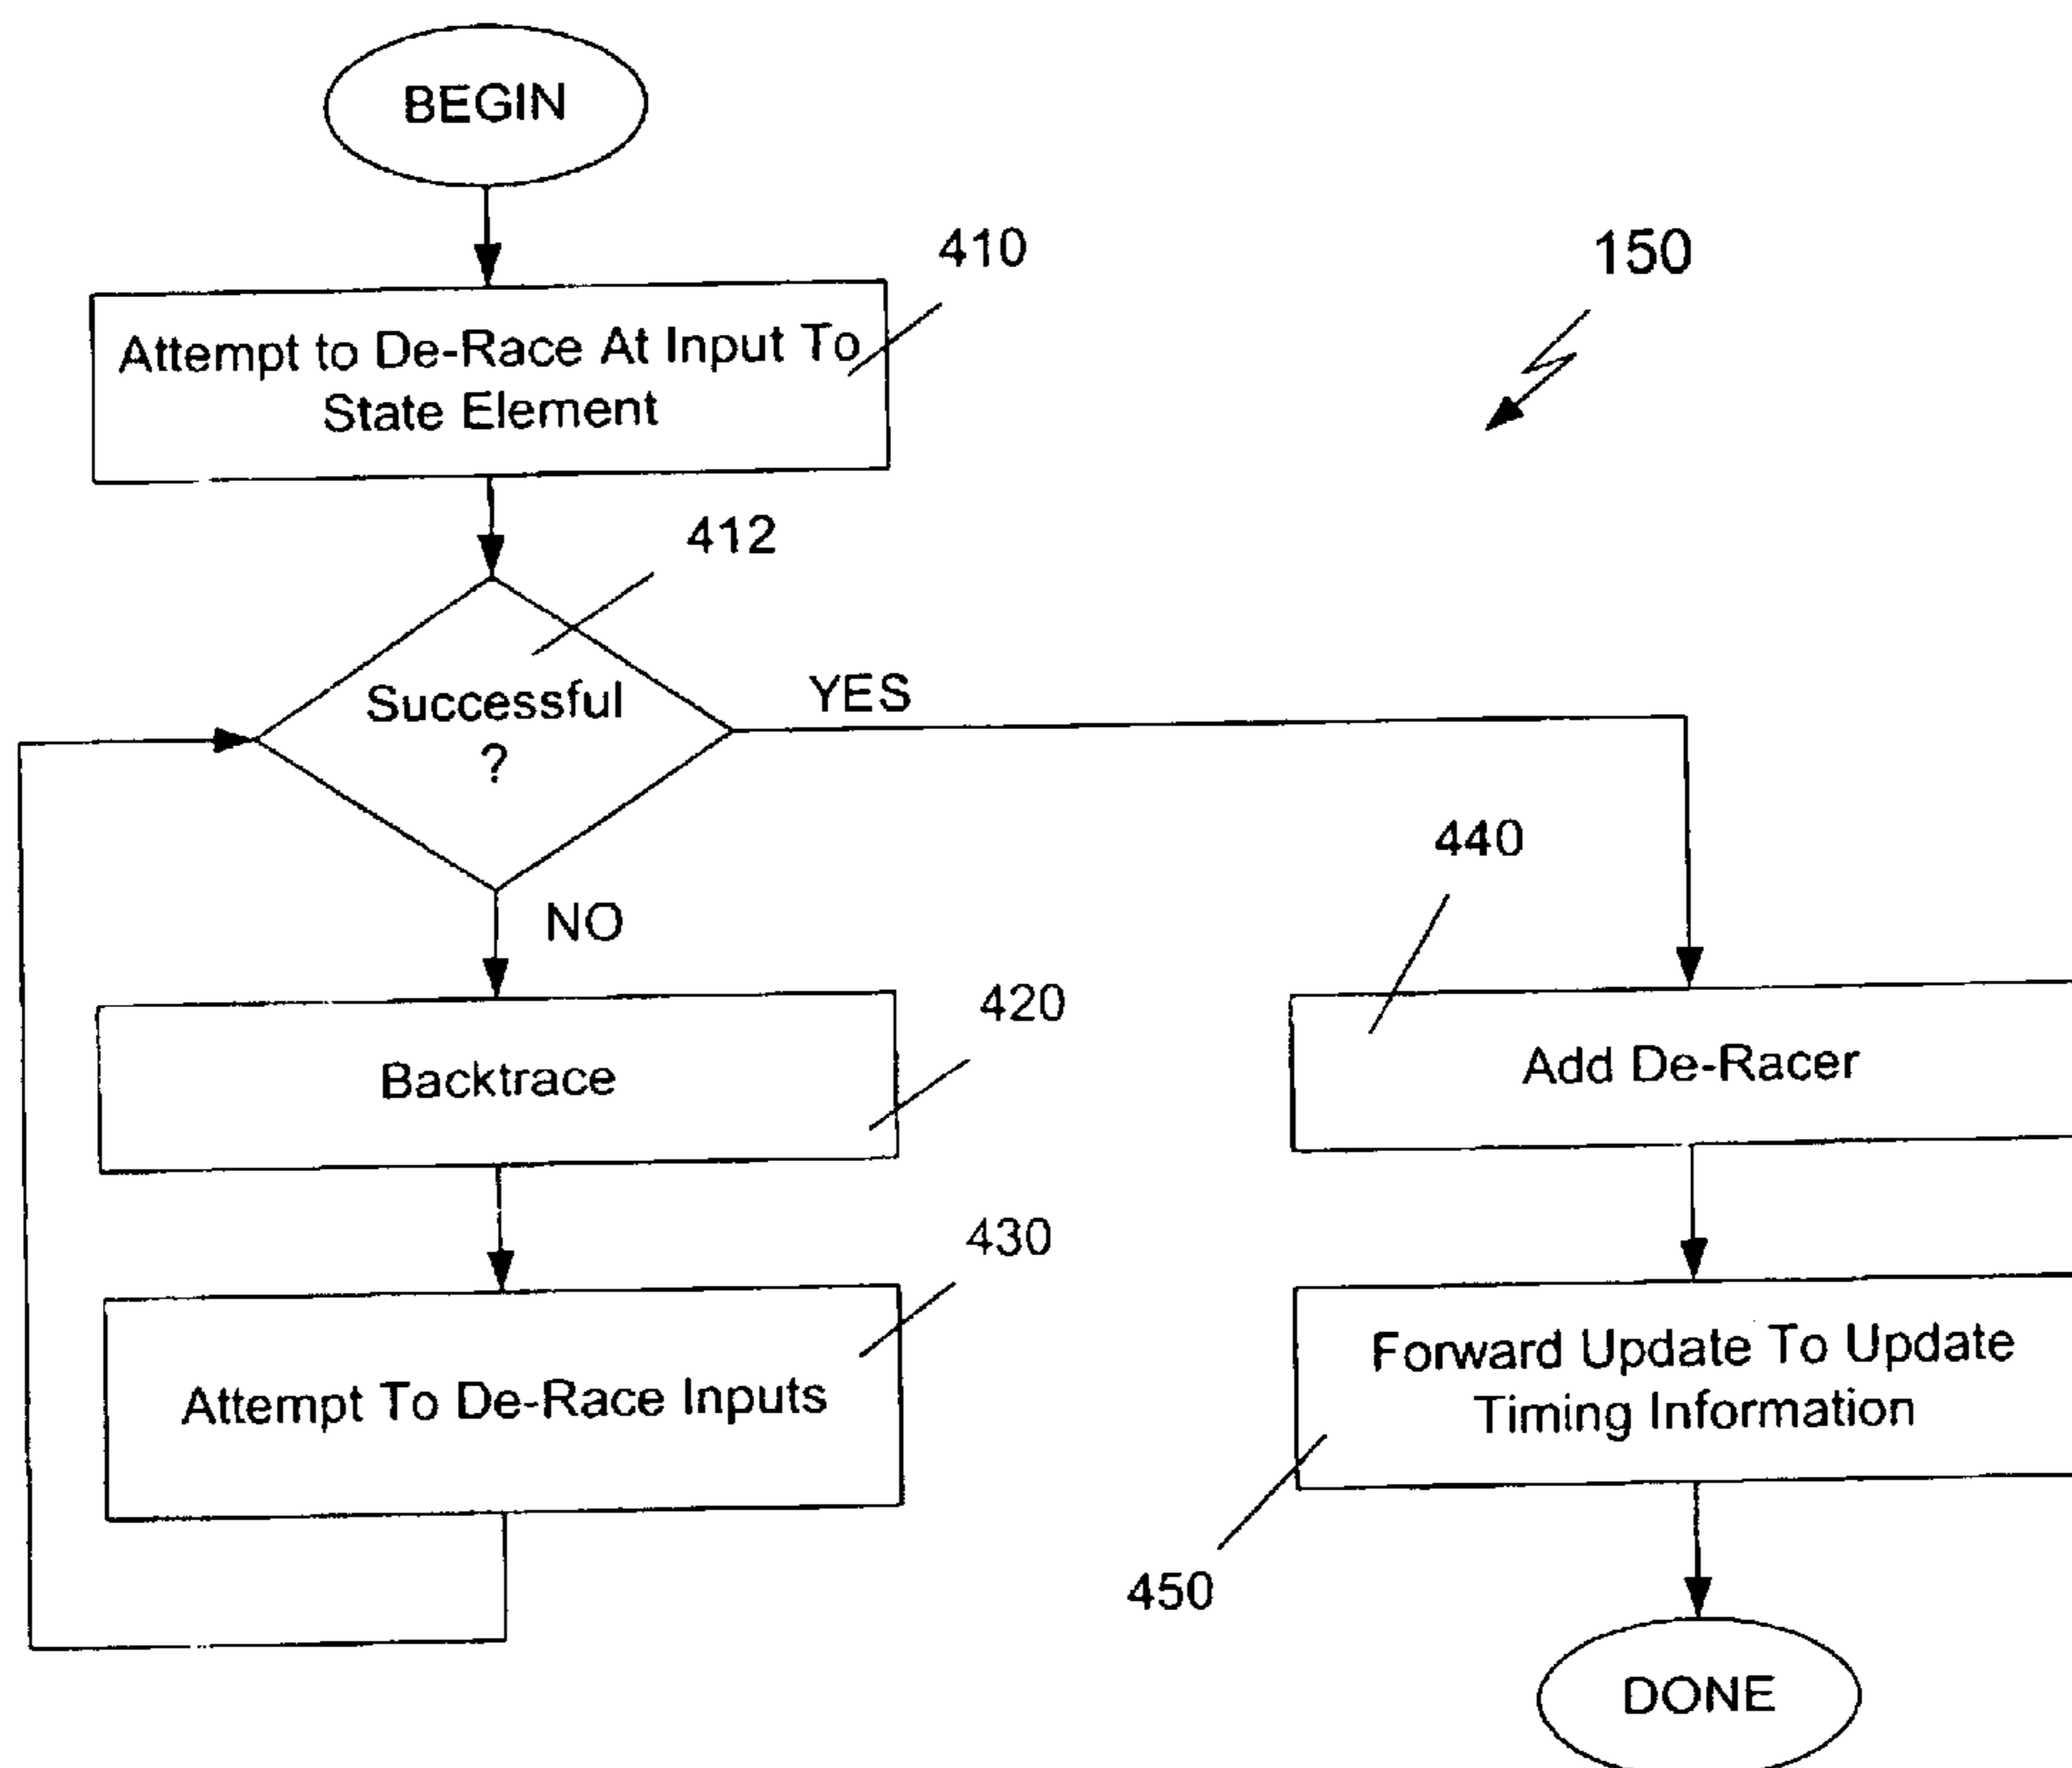 BEGIN
410
150
Attempt to De-Race At Input To
State Element
412
Successful
?
YES
NO
440
420
Backtrace
Add De-Racer
430
Attempt To De-Race Inputs
Forward Update To Update
Timing Information
450
DONE